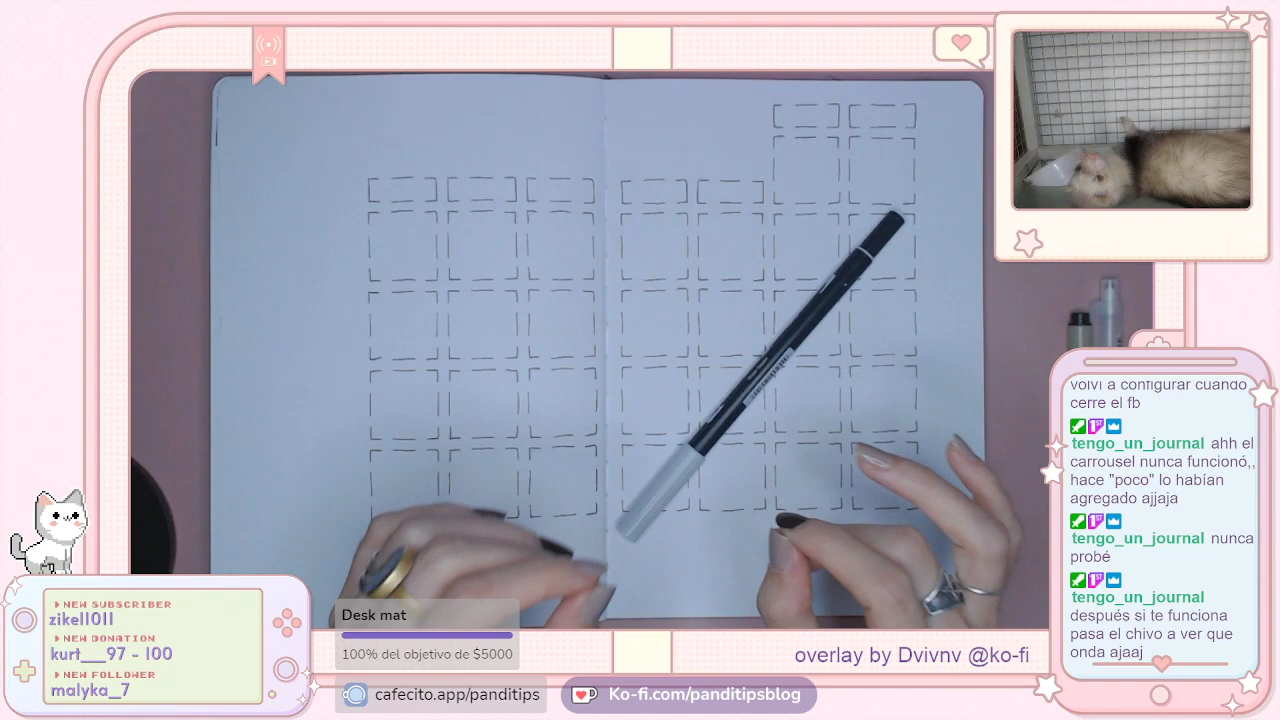 volví a configurar cuando
cerre el fb
tengo_un_journal ahh el
carrousel nunca funcionó,,
hace "poco" lo habían
agregado ajjaja
tengo_un_journal nunca
probé
tengo_un_journal
después si te funciona
pasa el chivo a ver que
onda ajaaj
NEW SUBSCRIBER
zikell0ll
NEW DONATION
kurt__97 - 100
NEW FOLLOWER
malyka_7
Desk mat
100% del objetivo de $5000
overlay by Dvivnv @ko-fi
cafecito.app/panditips
Ko-fi.com/panditipsblog